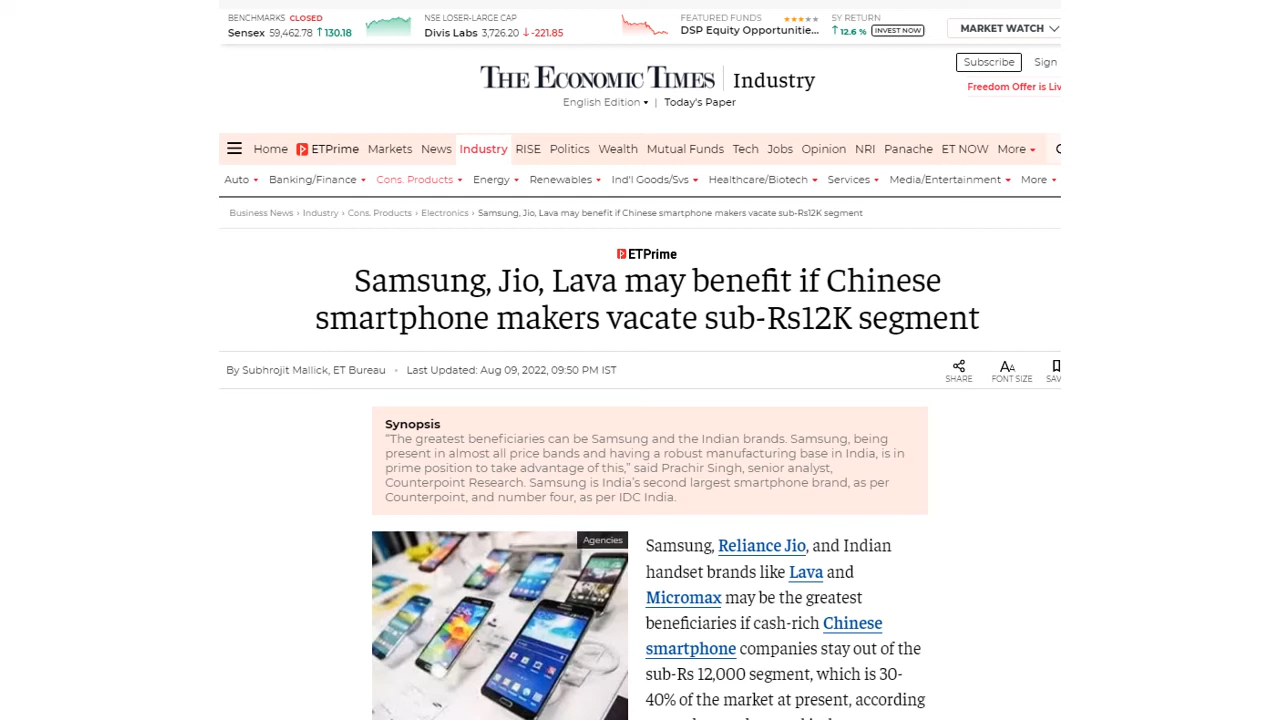 BENCHMARKS CLOSED
Sensex 59,462.78 ↑130.18
NSE LOSER-LARGE CAP
Divis Labs 3,726.20 ↓-221.85
FEATURED FUNDS ★★★★★
DSP Equity Opportunitie...
5Y RETURN
↑12.6 % INVEST NOW
MARKET WATCH
THE ECONOMIC TIMES | Industry
Subscribe Sign
Freedom Offer is Liv
English Edition | Today's Paper
Home ETPrime Markets News Industry RISE Politics Wealth Mutual Funds Tech Jobs Opinion NRI Panache ET NOW More
Auto Banking/Finance Cons. Products Energy Renewables Ind'l Goods/Svs Healthcare/Biotech Services Media/Entertainment More
Business News › Industry › Cons. Products › Electronics › Samsung, Jio, Lava may benefit if Chinese smartphone makers vacate sub-Rs12K segment
ETPrime
Samsung, Jio, Lava may benefit if Chinese
smartphone makers vacate sub-Rs12K segment
By Subhrojit Mallick, ET Bureau • Last Updated: Aug 09, 2022, 09:50 PM IST
SHARE FONT SIZE SAV
Synopsis
"The greatest beneficiaries can be Samsung and the Indian brands. Samsung, being
present in almost all price bands and having a robust manufacturing base in India, is in
prime position to take advantage of this," said Prachir Singh, senior analyst,
Counterpoint Research. Samsung is India's second largest smartphone brand, as per
Counterpoint, and number four, as per IDC India.
Agencies
Samsung, Reliance Jio, and Indian
handset brands like Lava and
Micromax may be the greatest
beneficiaries if cash-rich Chinese
smartphone companies stay out of the
sub-Rs 12,000 segment, which is 30-
40% of the market at present, according